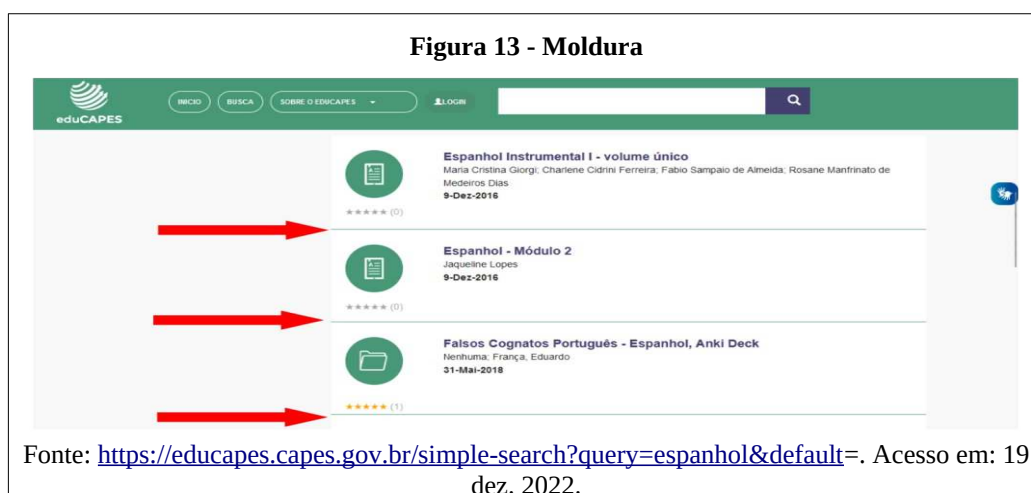 Figura 13 - Moldura
eduCAPES
INICIO
BUSCA
SOBRE O EDUCAPES
LOGIN
Espanhol Instrumental I - volume único
Maria Cristina Giorgi; Charlene Cidrini Ferreira; Fabio Sampaio de Almeida; Rosane Manfrinato de
Medeiros Dias
9-Dez-2016
★★★★★ (0)
Espanhol - Módulo 2
Jaqueline Lopes
9-Dez-2016
★★★★★ (0)
Falsos Cognatos Português - Espanhol, Anki Deck
Nenhuma; França, Eduardo
31-Mai-2018
★★★★★ (1)
Fonte: https://educapes.capes.gov.br/simple-search?query=espanhol&default=. Acesso em: 19
dez. 2022.